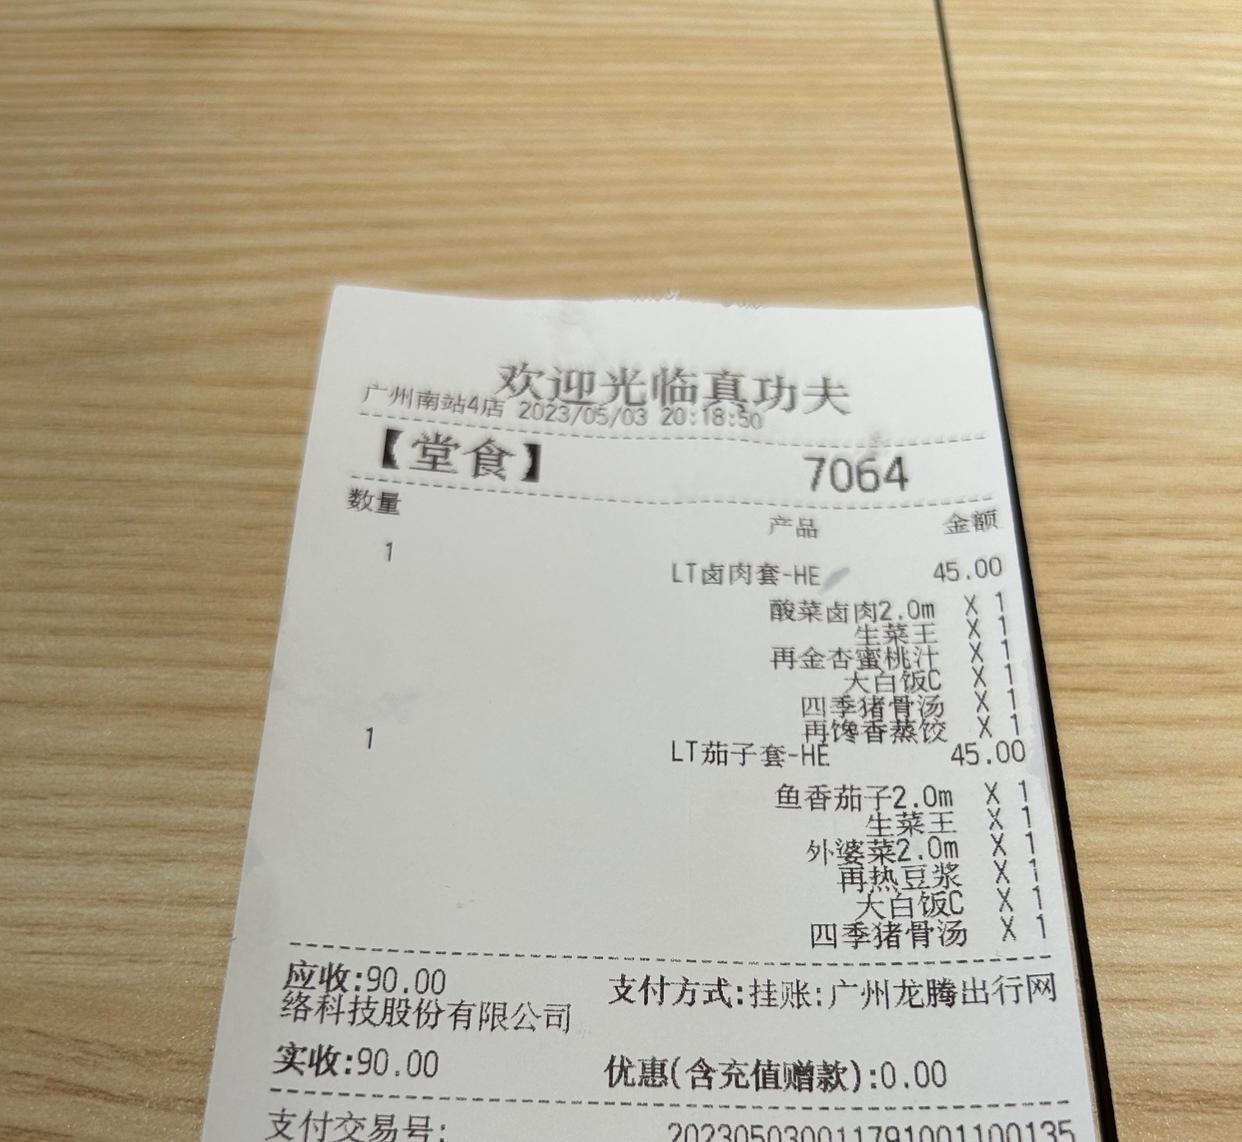 欢迎光临真功夫
广州南站4店 2023/05/03 20:18:50
【堂食】 7064
数量 产品 金额
1 LT卤肉套-HE 45.00
酸菜卤肉2.0m X 1
生菜王 X 1
再金杏蜜桃汁 X 1
大白饭C X 1
四季猪骨汤 X 1
再馋香蒸饺 X 1
1 LT茄子套-HE 45.00
鱼香茄子2.0m X 1
生菜王 X 1
外婆菜2.0m X 1
再热豆浆 X 1
大白饭C X 1
四季猪骨汤 X 1
应收:90.00 支付方式:挂账:广州龙腾出行网
络科技股份有限公司
实收:90.00 优惠(含充值赠款):0.00
支付交易号: 202305030011791001100135